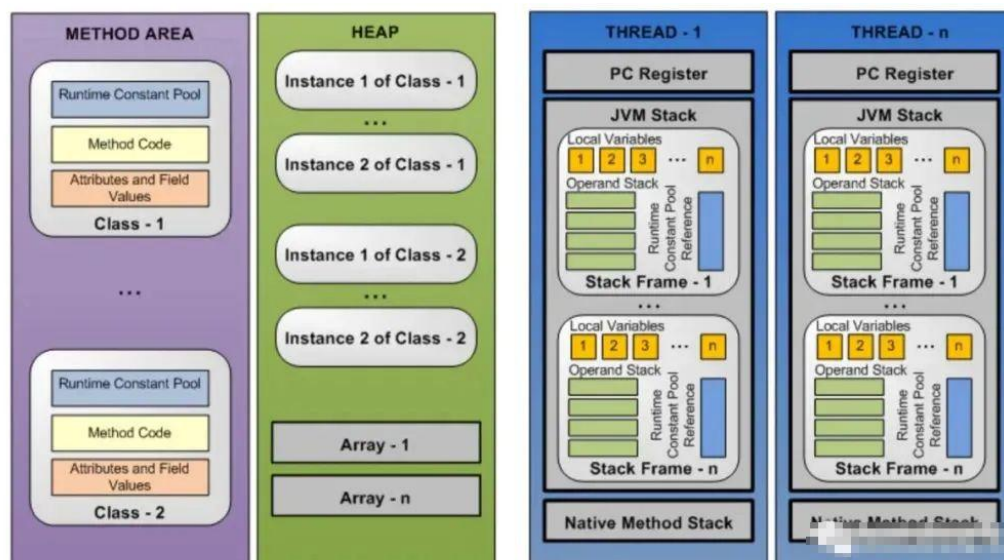 METHOD AREA
Runtime Constant Pool
Method Code
Attributes and Field
Values
Class - 1
...
Runtime Constant Pool
Method Code
Attributes and Field
Values
Class - 2
HEAP
Instance 1 of Class - 1
...
Instance 2 of Class - 1
Instance 1 of Class - 2
...
Instance 2 of Class - 2
Array - 1
Array - n
THREAD - 1
PC Register
JVM Stack
Local Variables
1 2 3 ... n
Operand Stack
Runtime
Constant Pool
Reference
Stack Frame - 1
...
Local Variables
1 2 3 ... n
Operand Stack
Runtime
Constant Pool
Reference
Stack Frame - n
Native Method Stack
THREAD - n
PC Register
JVM Stack
Local Variables
1 2 3 ... n
Operand Stack
Runtime
Constant Pool
Reference
Stack Frame - 1
...
Local Variables
1 2 3 ... n
Operand Stack
Runtime
Constant Pool
Reference
Stack Frame - n
Native Method Stack